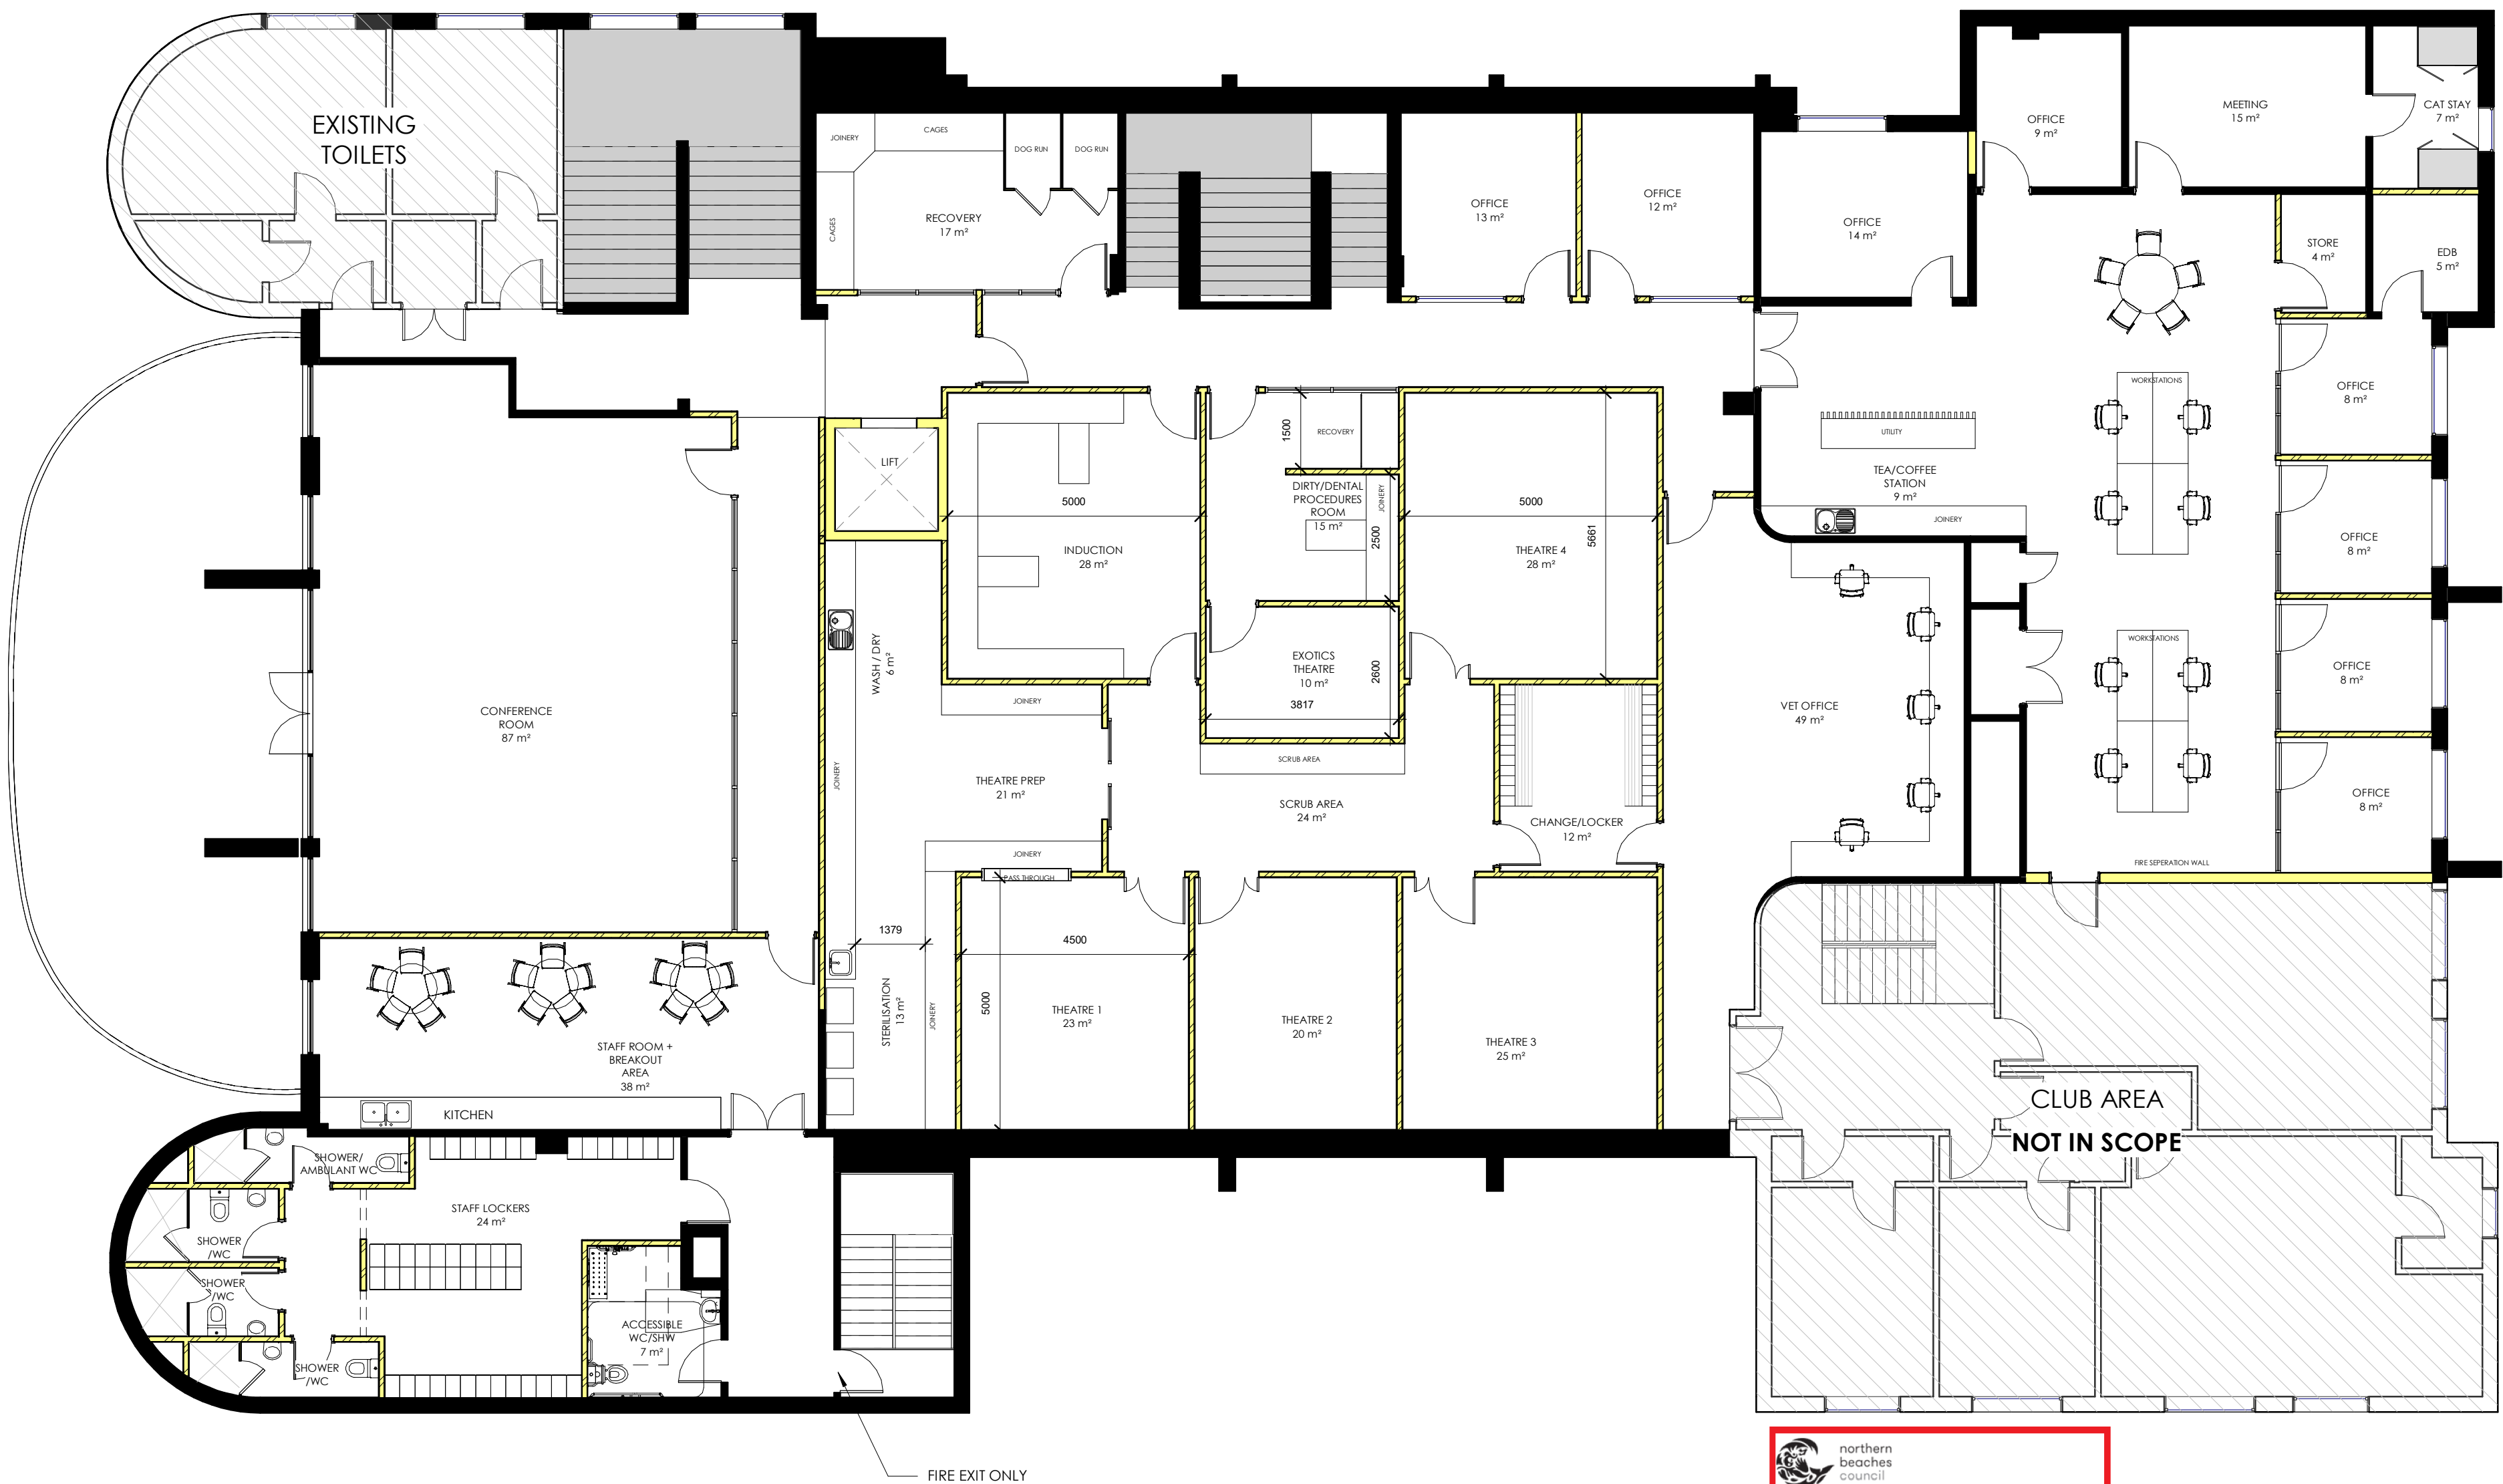 EXISTING
TOILETS
JOINERY
CAGES
DOG RUN
DOG RUN
CAGES
RECOVERY
17 m²
OFFICE
13 m²
OFFICE
12 m²
OFFICE
14 m²
OFFICE
9 m²
MEETING
15 m²
CAT STAY
7 m²
STORE
4 m²
EDB
5 m²
WORKSTATIONS
OFFICE
8 m²
UTILITY
TEA/COFFEE
STATION
9 m²
JOINERY
OFFICE
8 m²
LIFT
5000
INDUCTION
28 m²
1500
RECOVERY
DIRTY/DENTAL
PROCEDURES
ROOM
15 m²
JOINERY
2500
5000
5661
THEATRE 4
28 m²
WASH / DRY
6 m²
EXOTICS
THEATRE
10 m²
2600
3817
JOINERY
CONFERENCE
ROOM
87 m²
VET OFFICE
49 m²
WORKSTATIONS
OFFICE
8 m²
SCRUB AREA
JOINERY
THEATRE PREP
21 m²
SCRUB AREA
24 m²
CHANGE/LOCKER
12 m²
OFFICE
8 m²
JOINERY
PASS THROUGH
FIRE SEPERATION WALL
1379
4500
5000
STERILISATION
13 m²
JOINERY
THEATRE 1
23 m²
THEATRE 2
20 m²
THEATRE 3
25 m²
STAFF ROOM +
BREAKOUT
AREA
38 m²
KITCHEN
CLUB AREA
NOT IN SCOPE
SHOWER/
AMBULANT WC
STAFF LOCKERS
24 m²
SHOWER
/WC
SHOWER
/WC
SHOWER
/WC
ACCESSIBLE
WC/SHW
7 m²
FIRE EXIT ONLY
northern
beaches
council